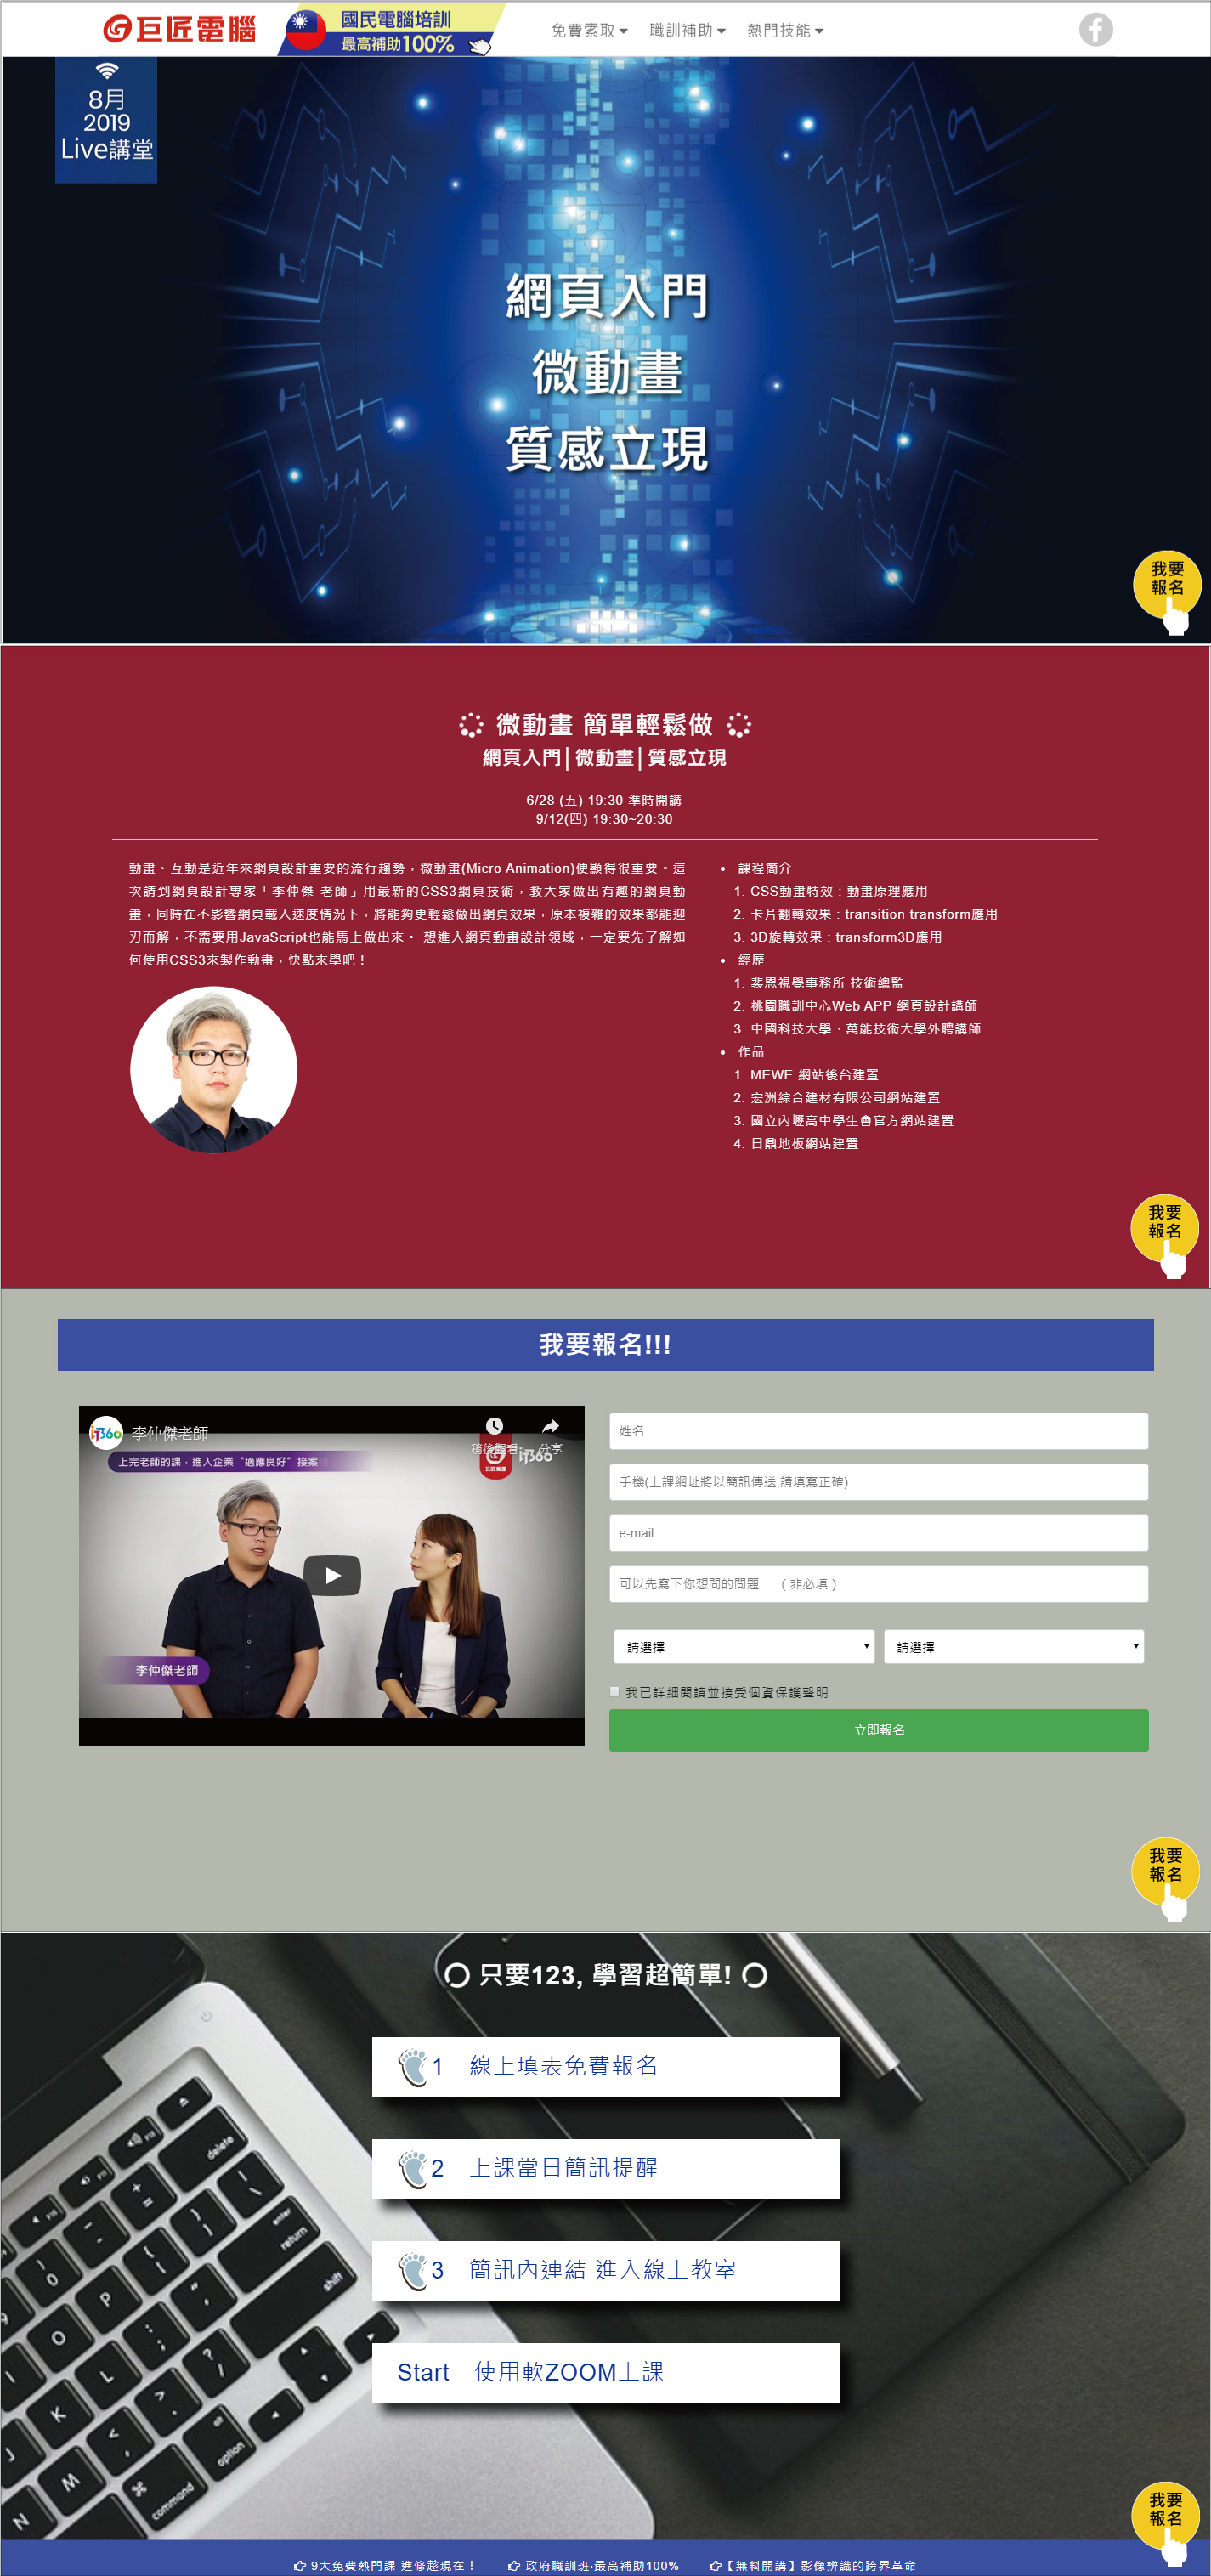 巨匠電腦
國民電腦培訓
最高補助100%
免費索取 職訓補助 熱門技能
8月
2019
Live講堂
網頁入門
微動畫
質感立現
我要
報名
微動畫 簡單輕鬆做
網頁入門│微動畫│質感立現
6/28 (五) 19:30 準時開講
9/12(四) 19:30~20:30
動畫、互動是近年來網頁設計重要的流行趨勢，微動畫(Micro Animation)便顯得很重要。這
次請到網頁設計專家「李仲傑 老師」用最新的CSS3網頁技術，教大家做出有趣的網頁動
畫，同時在不影響網頁載入速度情況下，將能夠更輕鬆做出網頁效果，原本複雜的效果都能迎
刃而解，不需要用JavaScript也能馬上做出來。 想進入網頁動畫設計領域，一定要先了解如
何使用CSS3來製作動畫，快點來學吧！
• 課程簡介
1. CSS動畫特效 : 動畫原理應用
2. 卡片翻轉效果 : transition transform應用
3. 3D旋轉效果 : transform3D應用
• 經歷
1. 裴恩視覺事務所 技術總監
2. 桃園職訓中心Web APP 網頁設計講師
3. 中國科技大學、萬能技術大學外聘講師
• 作品
1. MEWE 網站後台建置
2. 宏洲綜合建材有限公司網站建置
3. 國立內壢高中學生會官方網站建置
4. 日鼎地板網站建置
我要
報名
我要報名!!!
iT360 李仲傑老師
稍後觀看 分享
巨匠集團 iT360
上完老師的課，進入企業“適應良好”接案
李仲傑老師
姓名
手機(上課網址將以簡訊傳送,請填寫正確)
e-mail
可以先寫下你想問的問題.... （非必填）
請選擇 請選擇
我已詳細閱讀並接受個資保護聲明
立即報名
我要
報名
只要123, 學習超簡單!
1 線上填表免費報名
2 上課當日簡訊提醒
3 簡訊內連結 進入線上教室
Start 使用軟ZOOM上課
delete
enter
return
shift
option
command
我要
報名
9大免費熱門課 進修趁現在！ 政府職訓班-最高補助100% 【無料開講】影像辨識的跨界革命